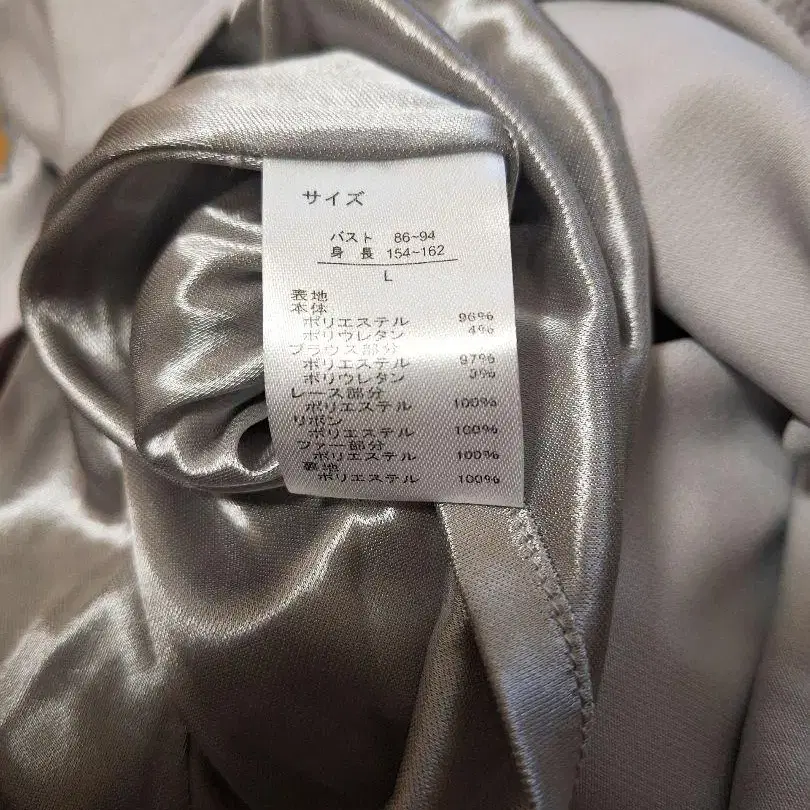 サイズ
バスト 86~94
身長 154~162
L
表地
本体
ポリエステル 96%
ポリウレタン 4%
ブラウス部分
ポリエステル 97%
ポリウレタン 3%
レース部分
ポリエステル 100%
リボン
ポリエステル 100%
ファー部分
ポリエステル 100%
裏地
ポリエステル 100%